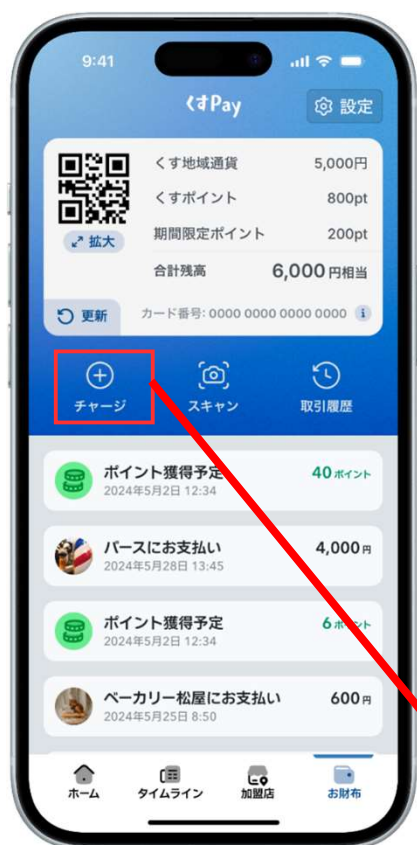 9:41
くすPay
設定
くす地域通貨 5,000円
くすポイント 800pt
期間限定ポイント 200pt
拡大
合計残高 6,000円相当
更新 カード番号: 0000 0000 0000 0000 i
チャージ スキャン 取引履歴
ポイント獲得予定 40ポイント
2024年5月2日 12:34
バースにお支払い 4,000円
2024年5月28日 13:45
ポイント獲得予定 6ポイント
2024年5月2日 12:34
ベーカリー松屋にお支払い 600円
2024年5月25日 8:50
ホーム タイムライン 加盟店 お財布